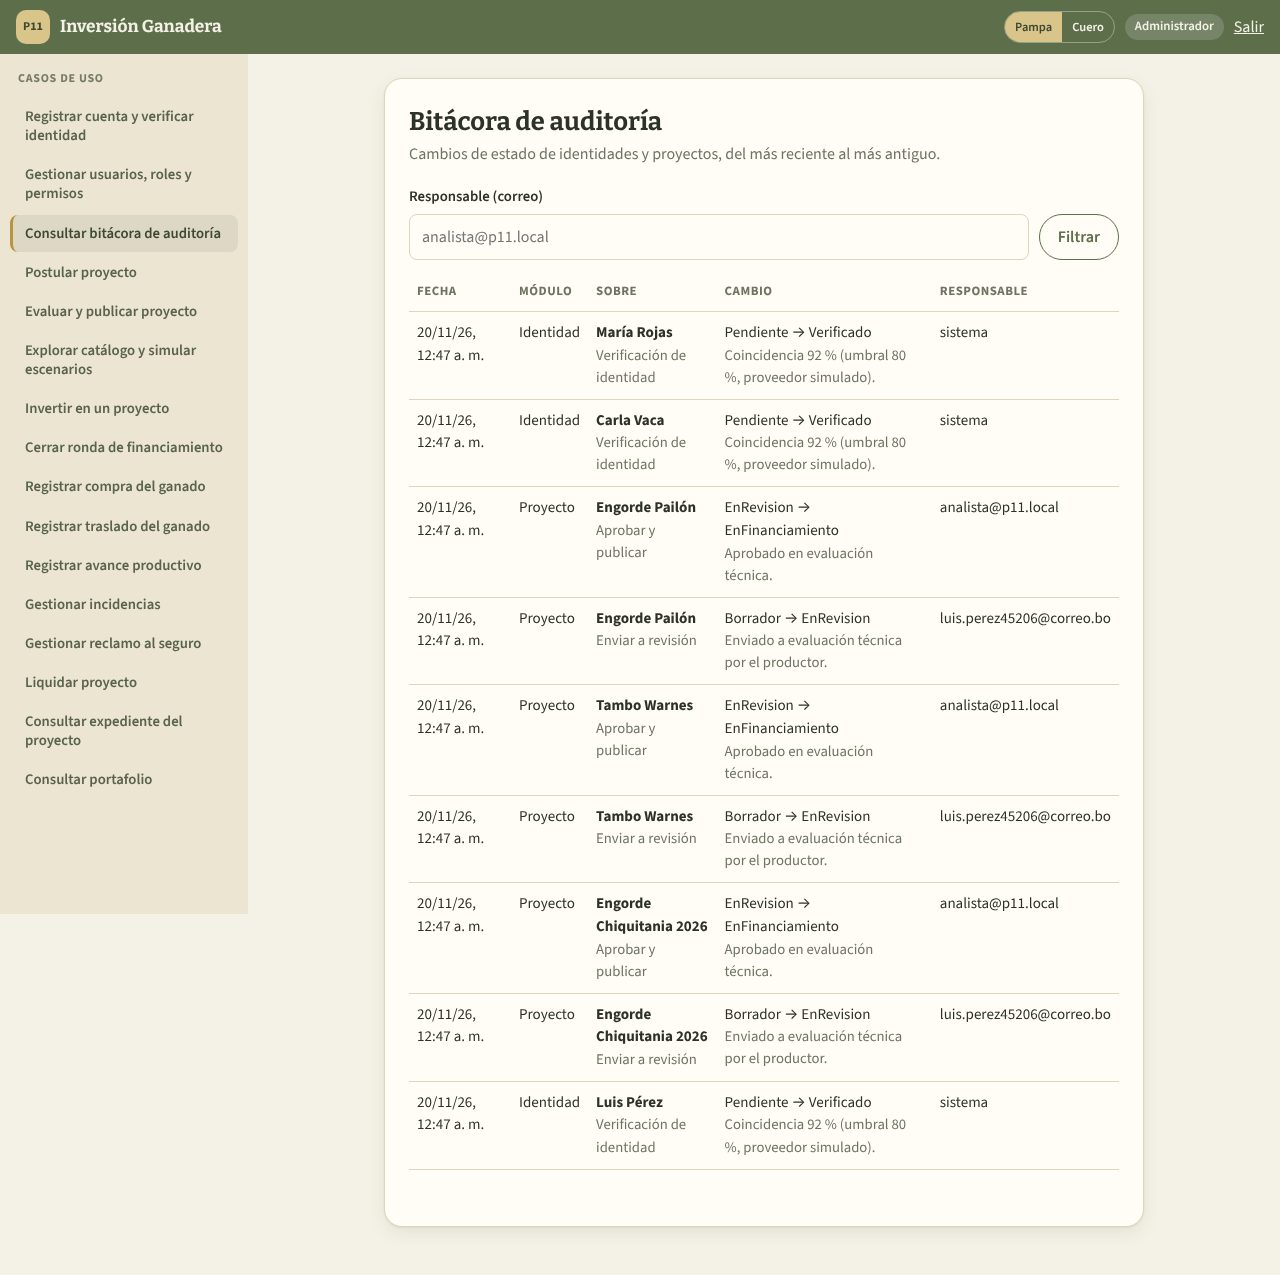 P11 Inversión Ganadera
Pampa Cuero Administrador Salir
CASOS DE USO
Registrar cuenta y verificar
identidad
Gestionar usuarios, roles y
permisos
Consultar bitácora de auditoría
Postular proyecto
Evaluar y publicar proyecto
Explorar catálogo y simular
escenarios
Invertir en un proyecto
Cerrar ronda de financiamiento
Registrar compra del ganado
Registrar traslado del ganado
Registrar avance productivo
Gestionar incidencias
Gestionar reclamo al seguro
Liquidar proyecto
Consultar expediente del
proyecto
Consultar portafolio
Bitácora de auditoría
Cambios de estado de identidades y proyectos, del más reciente al más antiguo.
Responsable (correo)
analista@p11.local Filtrar
FECHA MÓDULO SOBRE CAMBIO RESPONSABLE
20/11/26, Identidad María Rojas Pendiente → Verificado sistema
12:47 a. m. Verificación de Coincidencia 92 % (umbral 80
identidad %, proveedor simulado).
20/11/26, Identidad Carla Vaca Pendiente → Verificado sistema
12:47 a. m. Verificación de Coincidencia 92 % (umbral 80
identidad %, proveedor simulado).
20/11/26, Proyecto Engorde Pailón EnRevision → analista@p11.local
12:47 a. m. Aprobar y EnFinanciamiento
publicar Aprobado en evaluación
técnica.
20/11/26, Proyecto Engorde Pailón Borrador → EnRevision luis.perez45206@correo.bo
12:47 a. m. Enviar a revisión Enviado a evaluación técnica
por el productor.
20/11/26, Proyecto Tambo Warnes EnRevision → analista@p11.local
12:47 a. m. Aprobar y EnFinanciamiento
publicar Aprobado en evaluación
técnica.
20/11/26, Proyecto Tambo Warnes Borrador → EnRevision luis.perez45206@correo.bo
12:47 a. m. Enviar a revisión Enviado a evaluación técnica
por el productor.
20/11/26, Proyecto Engorde EnRevision → analista@p11.local
12:47 a. m. Chiquitania 2026 EnFinanciamiento
Aprobar y Aprobado en evaluación
publicar técnica.
20/11/26, Proyecto Engorde Borrador → EnRevision luis.perez45206@correo.bo
12:47 a. m. Chiquitania 2026 Enviado a evaluación técnica
Enviar a revisión por el productor.
20/11/26, Identidad Luis Pérez Pendiente → Verificado sistema
12:47 a. m. Verificación de Coincidencia 92 % (umbral 80
identidad %, proveedor simulado).